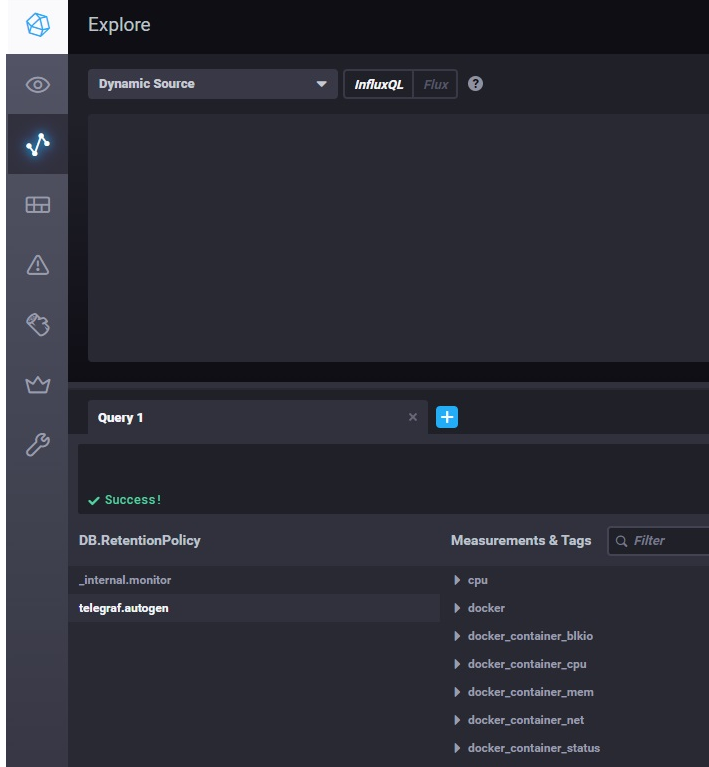 Explore
Dynamic Source InfluxQL Flux ?
Query 1 × +
Success!
DB.RetentionPolicy
_internal.monitor
telegraf.autogen
Measurements & Tags Filter
cpu
docker
docker_container_blkio
docker_container_cpu
docker_container_mem
docker_container_net
docker_container_status